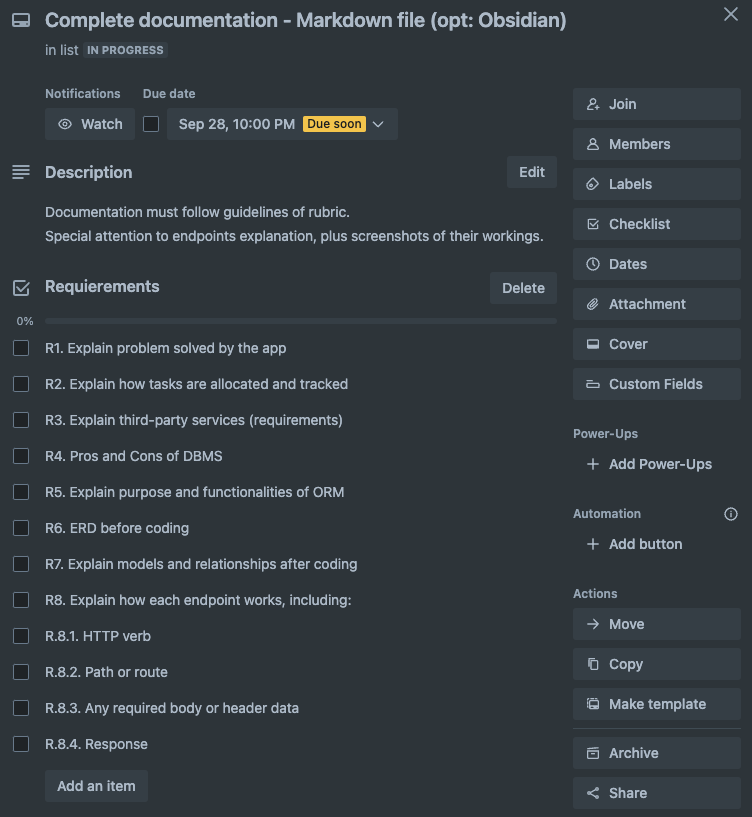 Complete documentation - Markdown file (opt: Obsidian)
in list IN PROGRESS
Notifications
Due date
Watch
Sep 28, 10:00 PM Due soon
Description
Edit
Documentation must follow guidelines of rubric.
Special attention to endpoints explanation, plus screenshots of their workings.
Requierements
Delete
0%
R1. Explain problem solved by the app
R2. Explain how tasks are allocated and tracked
R3. Explain third-party services (requirements)
R4. Pros and Cons of DBMS
R5. Explain purpose and functionalities of ORM
R6. ERD before coding
R7. Explain models and relationships after coding
R8. Explain how each endpoint works, including:
R.8.1. HTTP verb
R.8.2. Path or route
R.8.3. Any required body or header data
R.8.4. Response
Add an item
Join
Members
Labels
Checklist
Dates
Attachment
Cover
Custom Fields
Power-Ups
Add Power-Ups
Automation
Add button
Actions
Move
Copy
Make template
Archive
Share